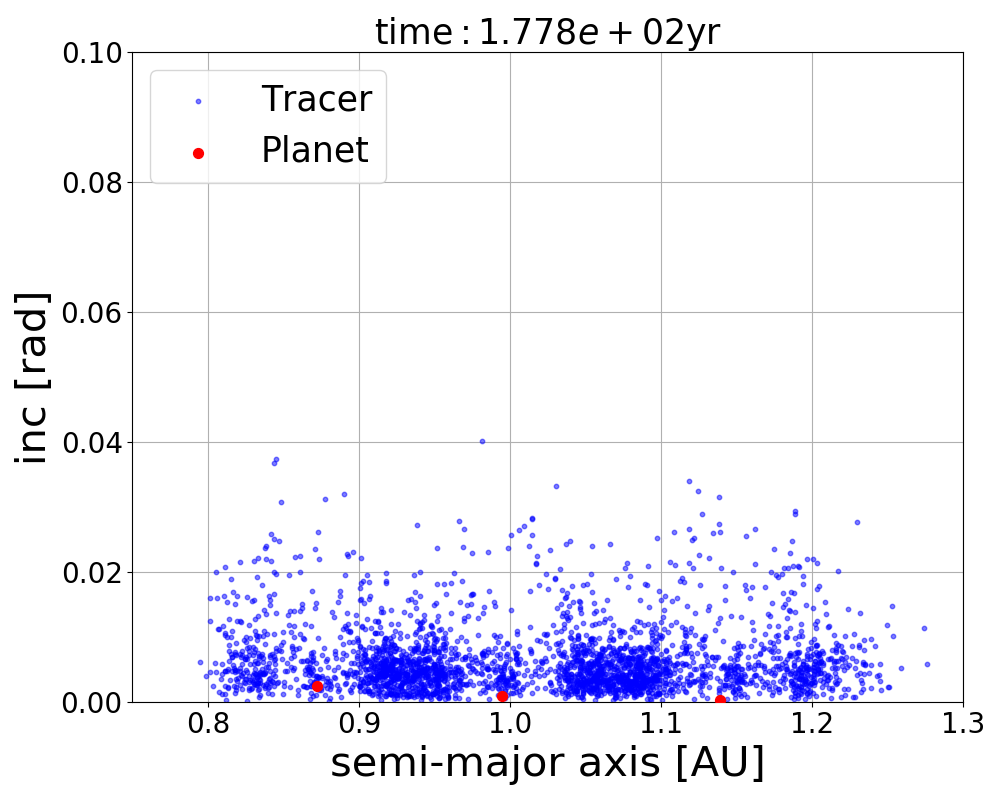 time : 1.778e + 02yr
Tracer
Planet
inc [rad]
0.10
0.08
0.06
0.04
0.02
0.00
0.8 0.9 1.0 1.1 1.2 1.3
semi-major axis [AU]